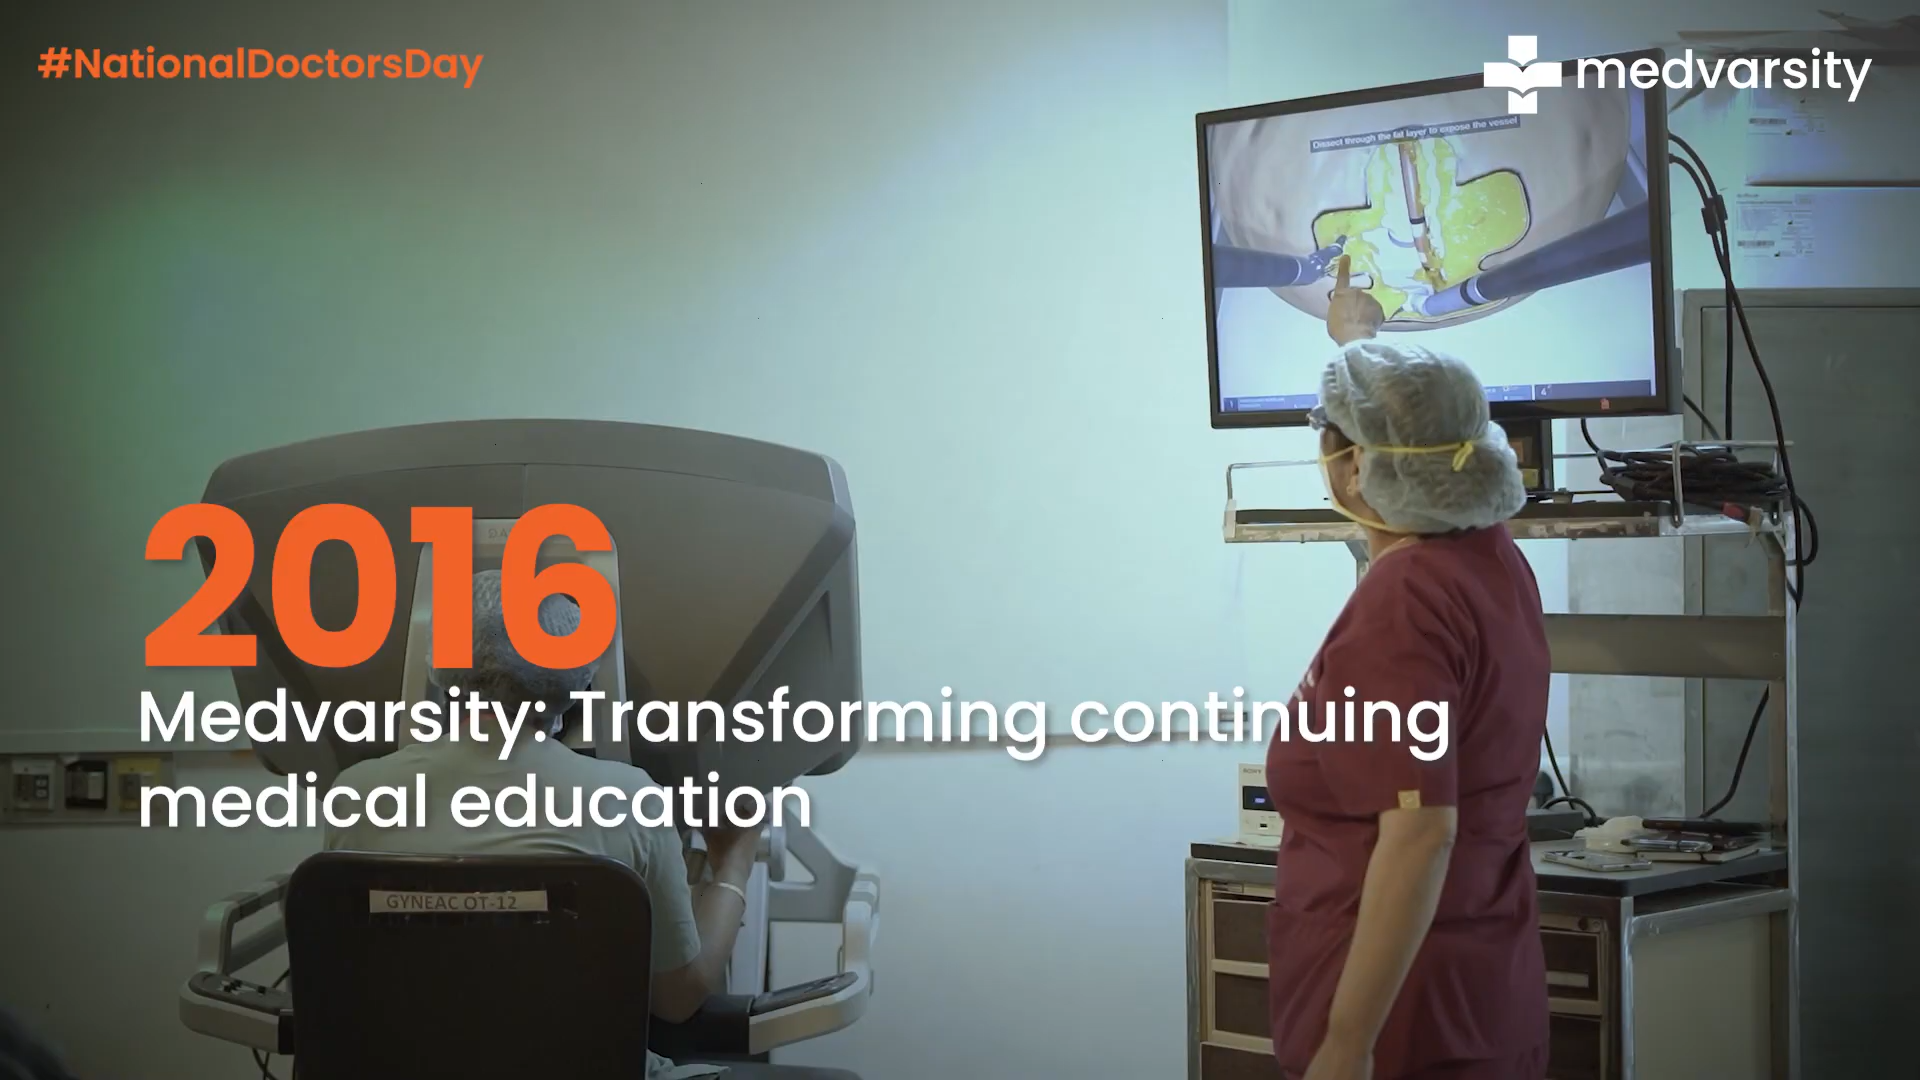 #NationalDoctorsDay
medvarsity
Dissect through the fat layer to expose the vessel
2016
Medvarsity: Transforming continuing
medical education
GYNEAC OT-12
SONY